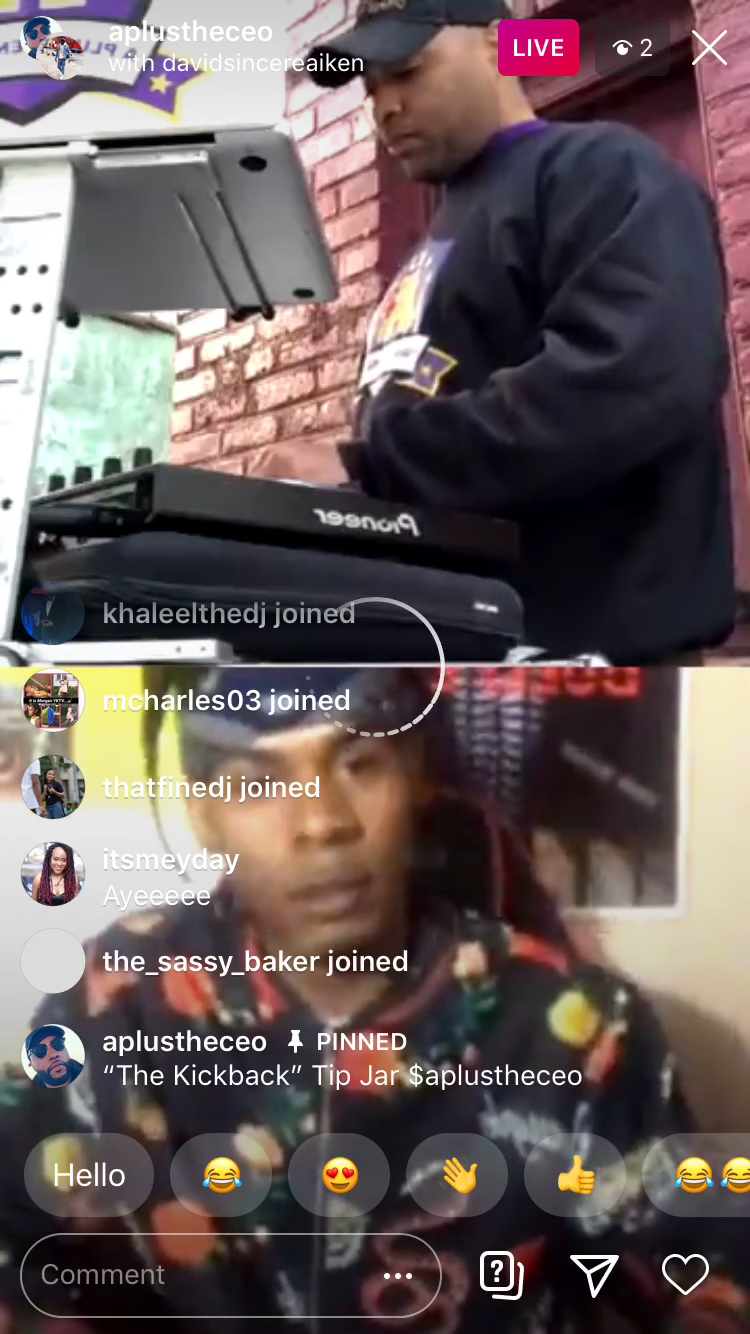 aplustheceo
with davidsincereaiken
LIVE
2
Pioneer
khaleelthedj joined
mcharles03 joined
thatfinedj joined
itsmeyday
Ayeeeee
the_sassy_baker joined
aplustheceo PINNED
“The Kickback” Tip Jar $aplustheceo
Hello 😂 😍 👋 👍 😂😂
Comment